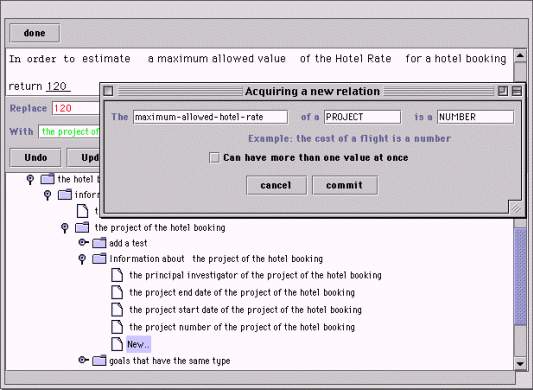 done
In order to estimate a maximum allowed value of the Hotel Rate for a hotel booking
return 120
Acquiring a new relation
Replace 120
The maximum-allowed-hotel-rate of a PROJECT is a NUMBER
With the project of
Example: the cost of a flight is a number
Undo Upd
Can have more than one value at once
cancel commit
the hotel b
inform
t
the project of the hotel booking
add a test
Information about the project of the hotel booking
the principal investigator of the project of the hotel booking
the project end date of the project of the hotel booking
the project start date of the project of the hotel booking
the project number of the project of the hotel booking
New..
goals that have the same type